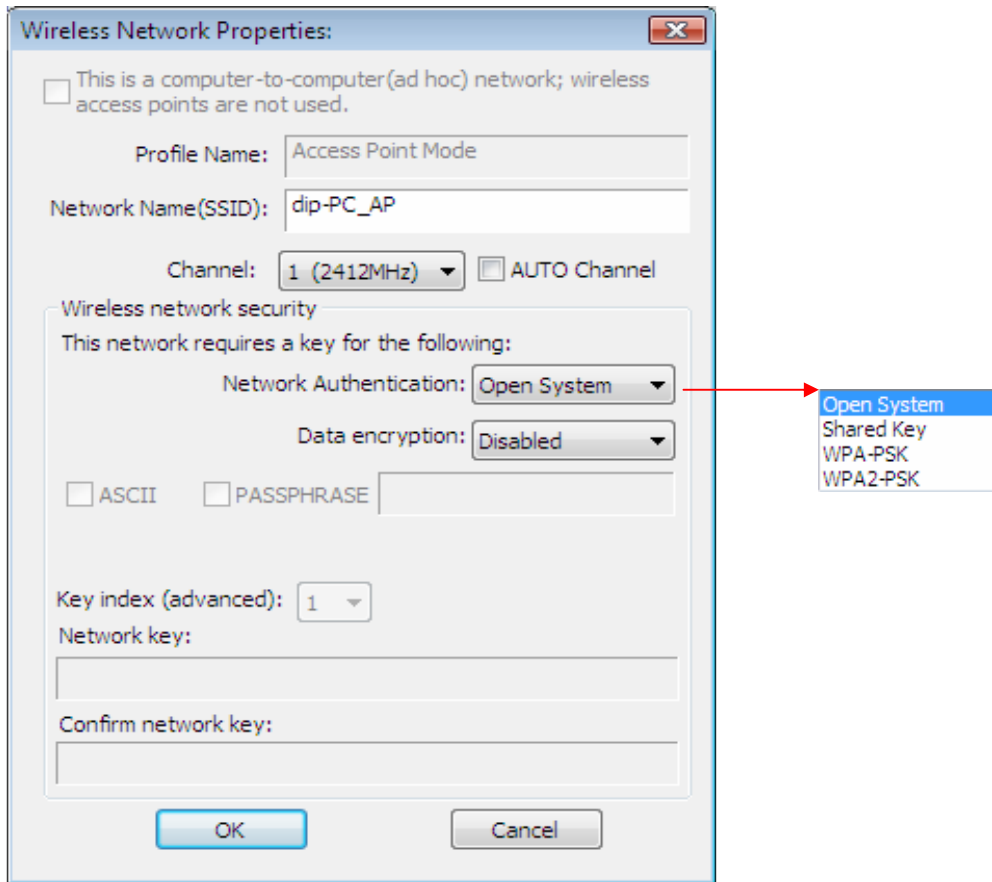 Wireless Network Properties:
This is a computer-to-computer(ad hoc) network; wireless
access points are not used.
Profile Name: Access Point Mode
Network Name(SSID): dip-PC_AP
Channel: 1 (2412MHz) AUTO Channel
Wireless network security
This network requires a key for the following:
Network Authentication: Open System
Open System
Shared Key
WPA-PSK
WPA2-PSK
Data encryption: Disabled
ASCII PASSPHRASE
Key index (advanced): 1
Network key:
Confirm network key:
OK Cancel